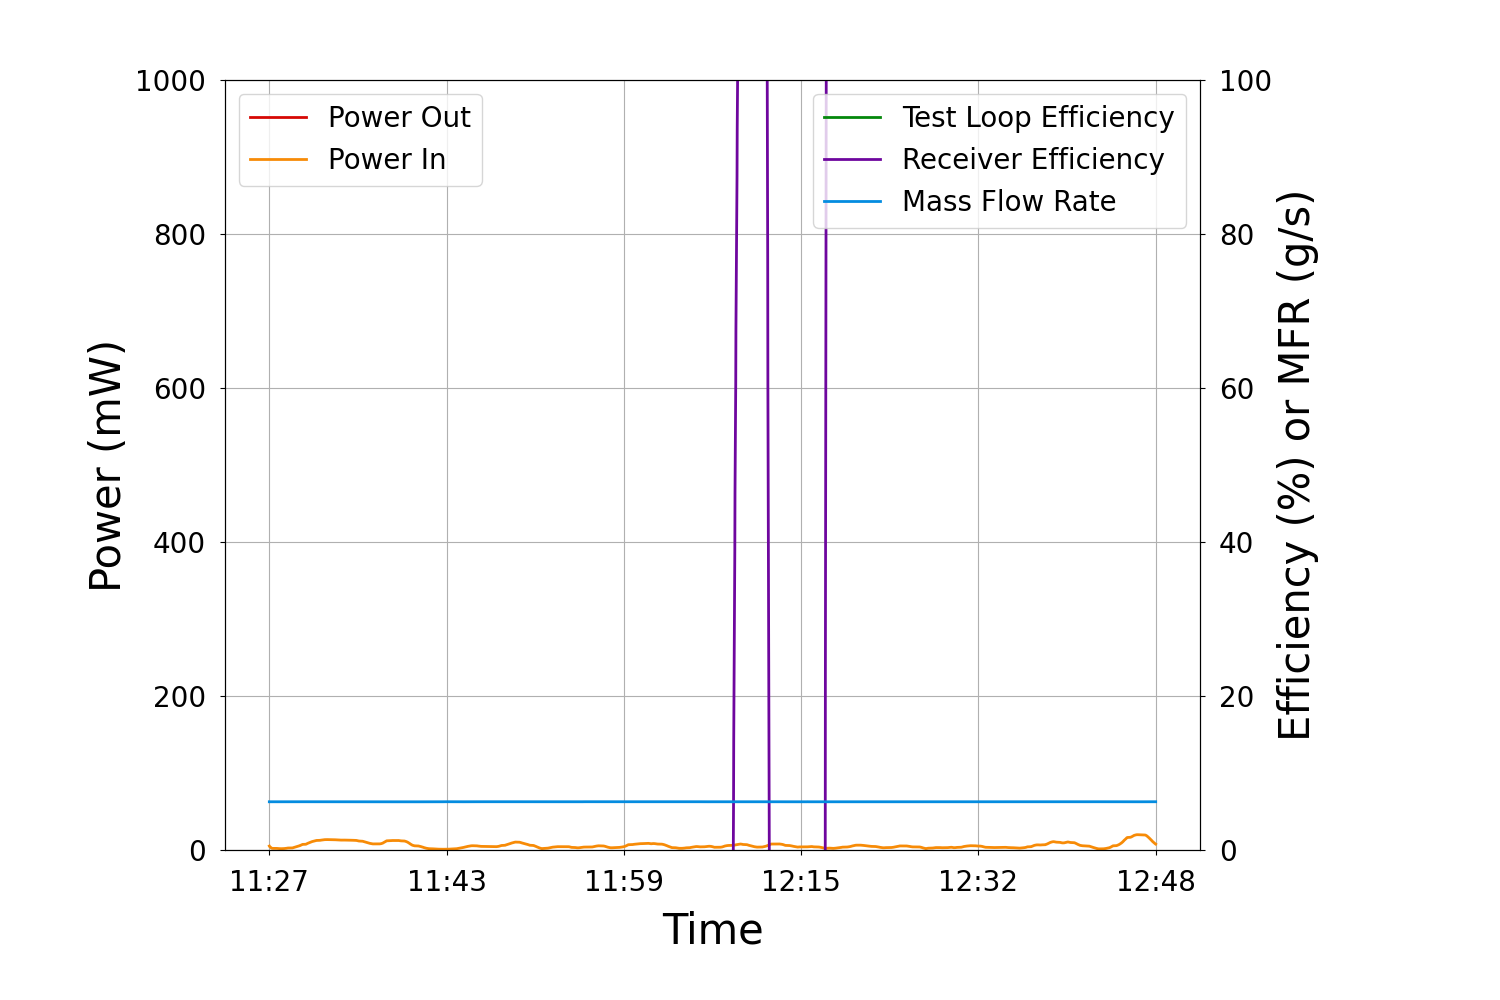 Power Out
Power In
Test Loop Efficiency
Receiver Efficiency
Mass Flow Rate
1000
800
600
400
200
0
Power (mW)
100
80
60
40
20
0
Efficiency (%) or MFR (g/s)
11:27 11:43 11:59 12:15 12:32 12:48
Time